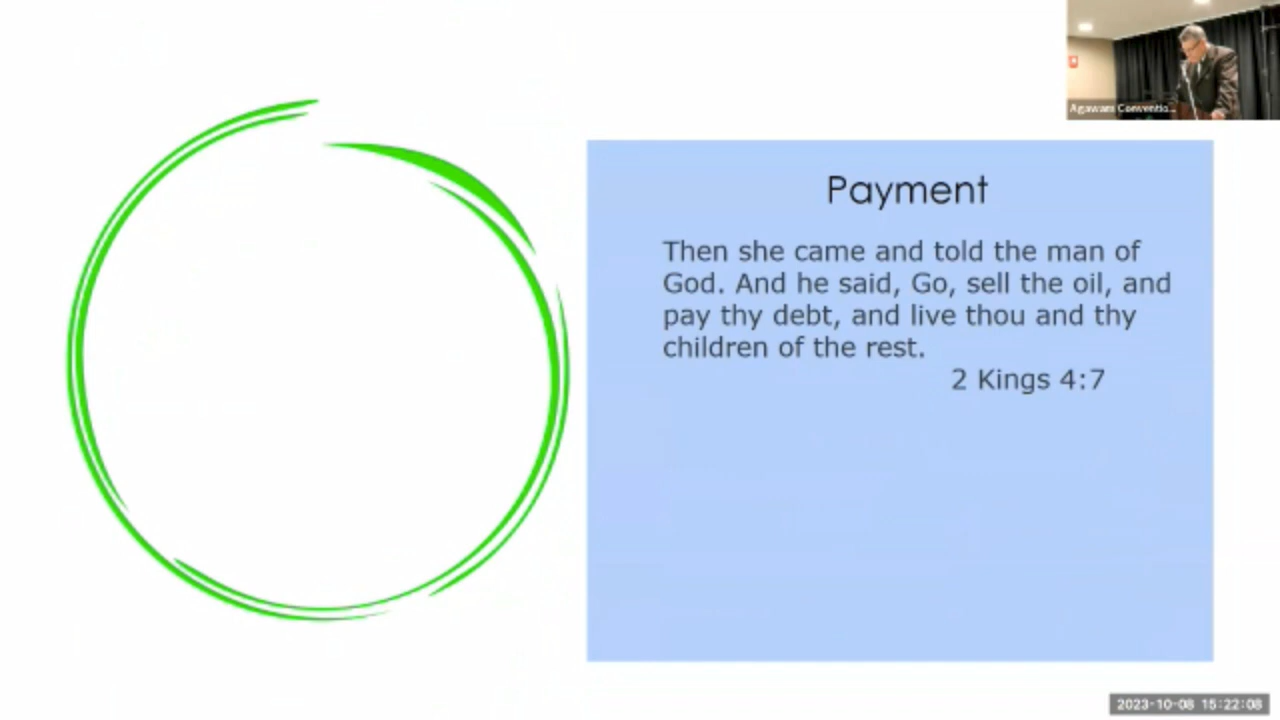 Agawam Conventio...
Payment
Then she came and told the man of
God. And he said, Go, sell the oil, and
pay thy debt, and live thou and thy
children of the rest.
2 Kings 4:7
2023-10-08 15:22:08